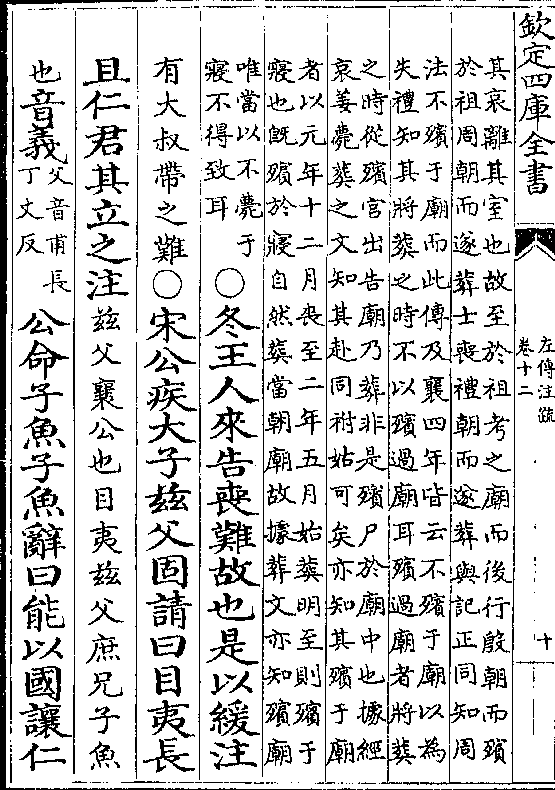 欽定四庫全書
左傳注疏
卷十二
十
其哀離其室也故至於祖考之廟而後行殷朝而殯
於祖周朝而遂葬士喪禮朝而遂葬與記正同知周
法不殯于廟而此傳及襄四年皆云不殯于廟以為
失禮知其將葬之時不以殯過廟耳殯過廟者將葬
之時從殯宫出告廟乃葬非是殯尸於廟中也據經
哀姜薨葬之文知其赴同祔姑可矣亦知其殯于廟
者以元年十二月喪至二年五月始葬明至則殯于
寢也既殯於寢自然葬當朝廟故據葬文亦知殯廟
唯當以不薨于
寢不得致耳
○冬王人來告喪難故也是以緩注
有大叔帶之難○宋公疾大子兹父固請曰目夷長
且仁君其立之注兹父襄公也目夷兹父庶兄子魚
也音義父音甫長
丁丈反
公命子魚子魚辭曰能以國讓仁